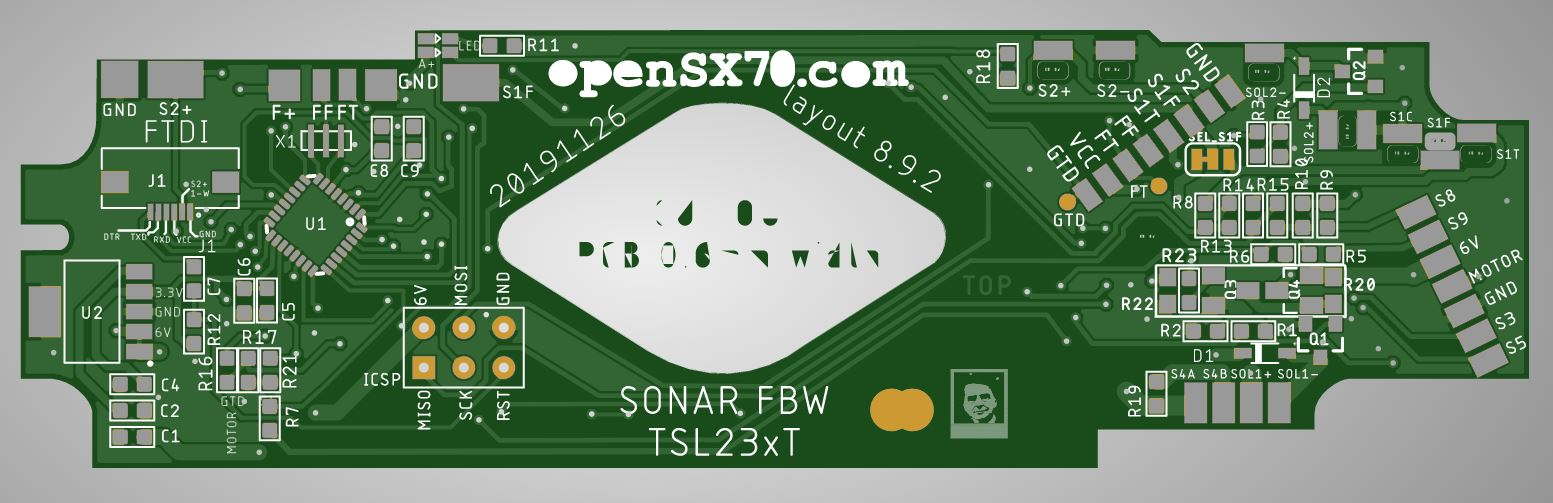 LED
R11
A+
GND
openSX70.com
S1F
R18
S2+
S2-
GND
S2
S1F
S1T
FF
FT
VCC
GTD
SOL2-
D2
Q2
GND
S2+
FTDI
F+
FF
FT
X1
C8
C9
20191126
layout 8.9.2
R3
R4
SOL2+
S1C
S1F
S1T
SEL_S1F
HI
J1
S2+
1-W
DTR
TXD
RXD
VCC
GND
J1
U1
PT
GTD
R8
R14
R15
R10
R9
R13
S8
S9
6V
MOTOR
GND
S3
S5
R6
R5
R23
R22
Q3
Q4
R20
TOP
U2
3.3V
GND
6V
C7
C6
C5
R12
R17
R16
R21
6V
MOSI
GND
ICSP
MISO
SCK
RST
R2
R1
Q1
D1
S4A
S4B
SOL1+
SOL1-
R19
C4
C2
C1
GTD
MOTOR
R7
SONAR FBW
TSL23xT